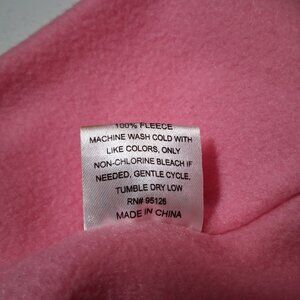 100% FLEECE
MACHINE WASH COLD WITH
LIKE COLORS, ONLY
NON-CHLORINE BLEACH IF
NEEDED, GENTLE CYCLE,
TUMBLE DRY LOW
RN# 95126
MADE IN CHINA